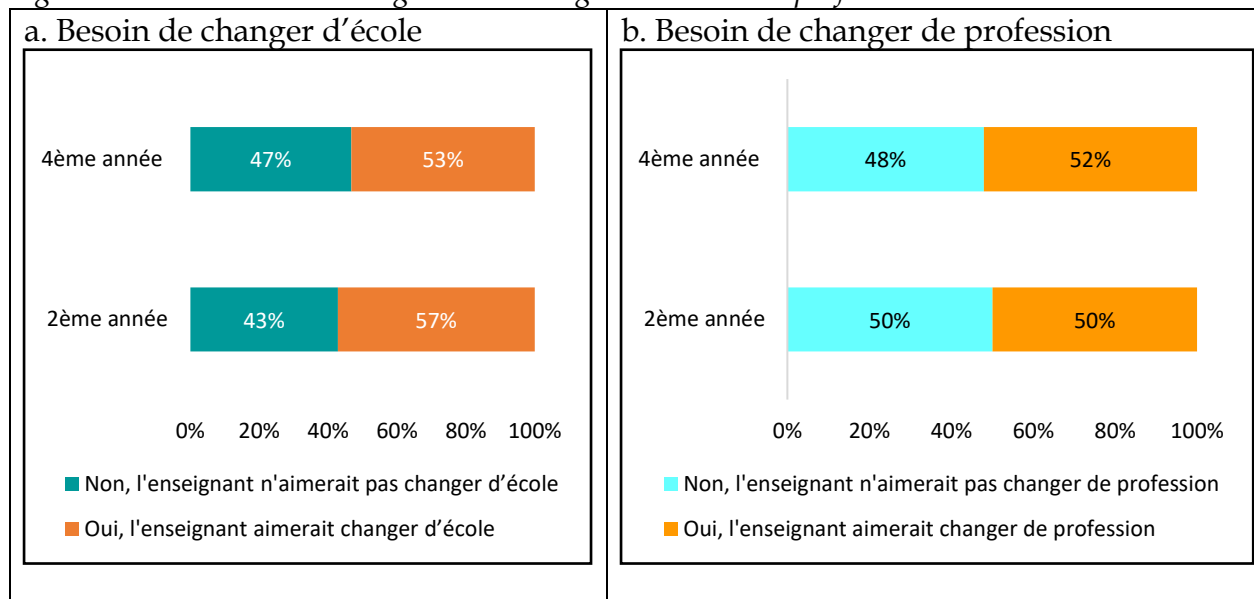 a. Besoin de changer d’école
4ème année
47%
53%
2ème année
43%
57%
0% 20% 40% 60% 80% 100%
Non, l'enseignant n'aimerait pas changer d’école
Oui, l'enseignant aimerait changer d’école
b. Besoin de changer de profession
4ème année
48%
52%
2ème année
50%
50%
0% 20% 40% 60% 80% 100%
Non, l'enseignant n'aimerait pas changer de profession
Oui, l'enseignant aimerait changer de profession